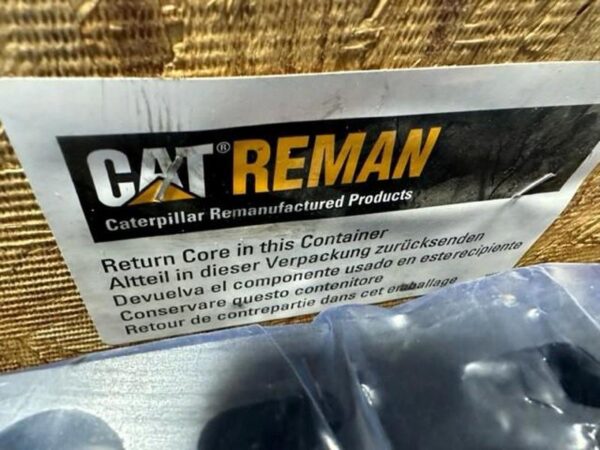 CAT® REMAN
Caterpillar Remanufactured Products
Return Core in this Container
Altteil in dieser Verpackung zurücksenden
Devuelva el componente usado en este recipiente
Conservare questo contenitore
Retour de contrepartie dans cet emballage